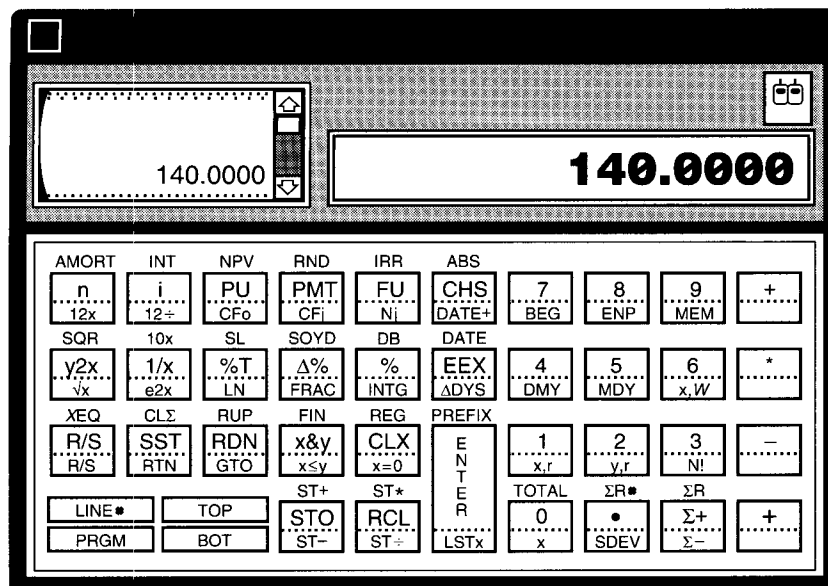 140.0000
140.0000
AMORT INT NPV RND IRR ABS
n i PU PMT FU CHS 7 8 9 +
12x 12÷ CFo CFj Nj DATE+ BEG ENP MEM
SQR 10x SL SOYD DB DATE
y2x 1/x %T Δ% % EEX 4 5 6 *
√x e2x LN FRAC INTG ΔDYS DMY MDY x,W
XEQ CLΣ RUP FIN REG PREFIX
R/S SST RDN x&y CLX ENTER 1 2 3 −
R/S RTN GTO x≤y x=0 x,r y,r N!
ST+ ST* TOTAL ΣR■ ΣR
LINE■ TOP STO RCL 0 • Σ+ +
PRGM BOT ST− ST÷ LSTx x SDEV Σ−